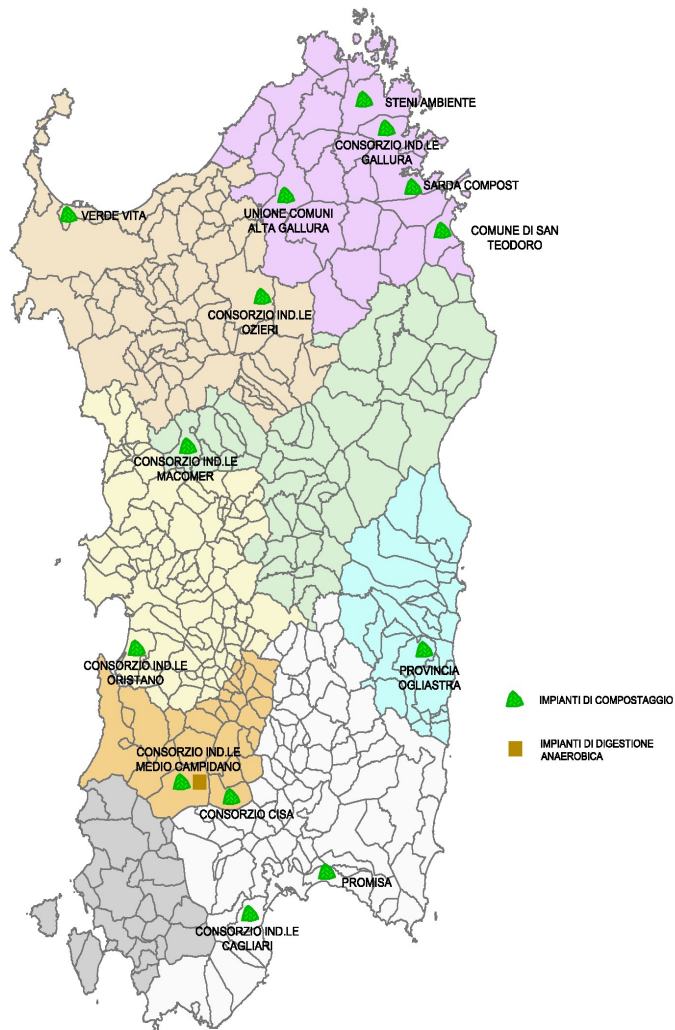 STENI AMBIENTE
CONSORZIO IND.LE
GALLURA
SARDA COMPOST
UNIONE COMUNI
ALTA GALLURA
VERDE VITA
COMUNE DI SAN
TEODORO
CONSORZIO IND.LE
OZIERI
CONSORZIO IND.LE
MACOMER
CONSORZIO IND.LE
ORISTANO
PROVINCIA
OGLIASTRA
IMPIANTI DI COMPOSTAGGIO
IMPIANTI DI DIGESTIONE
ANAEROBICA
CONSORZIO IND.LE
MEDIO CAMPIDANO
CONSORZIO CISA
PROMISA
CONSORZIO IND.LE
CAGLIARI